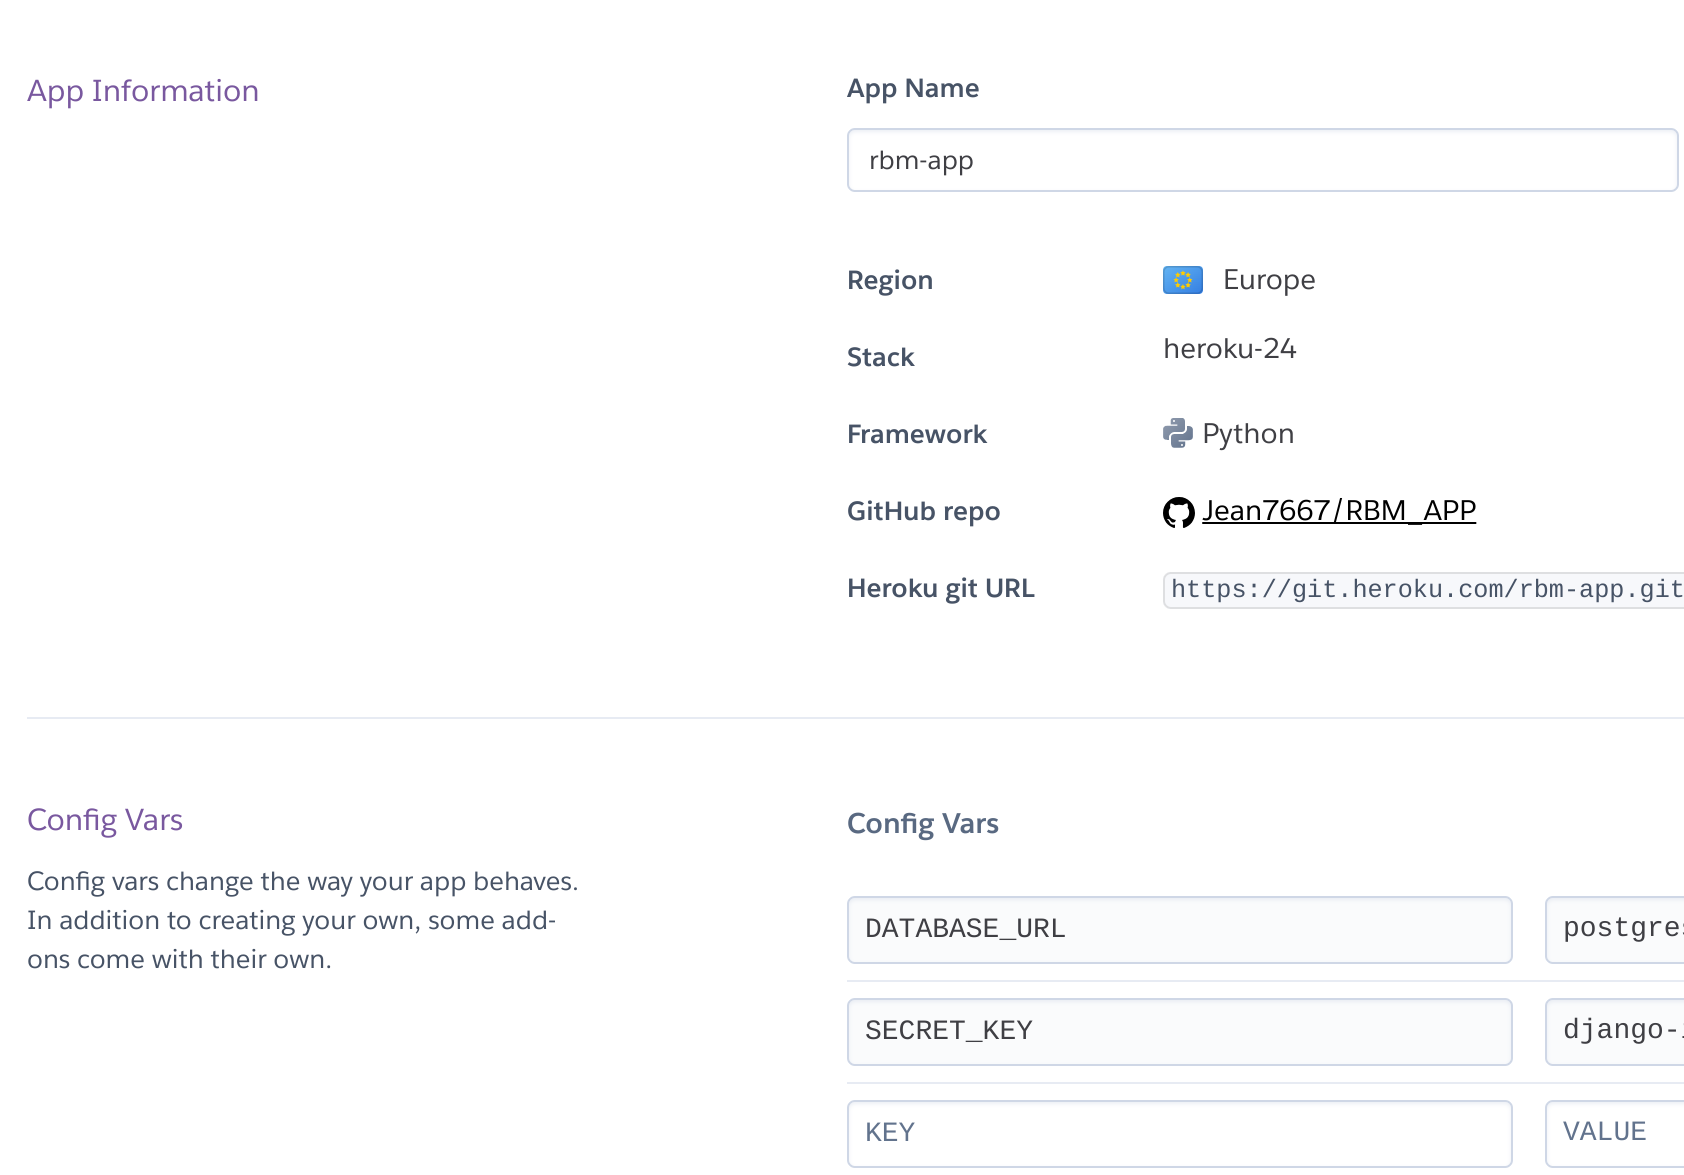 App Information
App Name
rbm-app
Region
Europe
Stack
heroku-24
Framework
Python
GitHub repo
Jean7667/RBM_APP
Heroku git URL
https://git.heroku.com/rbm-app.git
Config Vars
Config vars change the way your app behaves.
In addition to creating your own, some add-
ons come with their own.
Config Vars
DATABASE_URL
postgres
SECRET_KEY
django-
KEY
VALUE